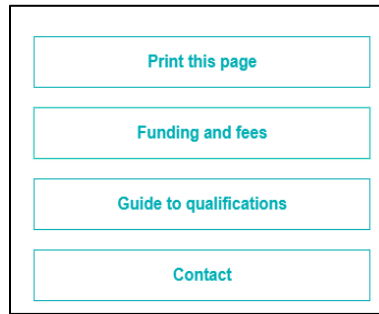 Print this page
Funding and fees
Guide to qualifications
Contact